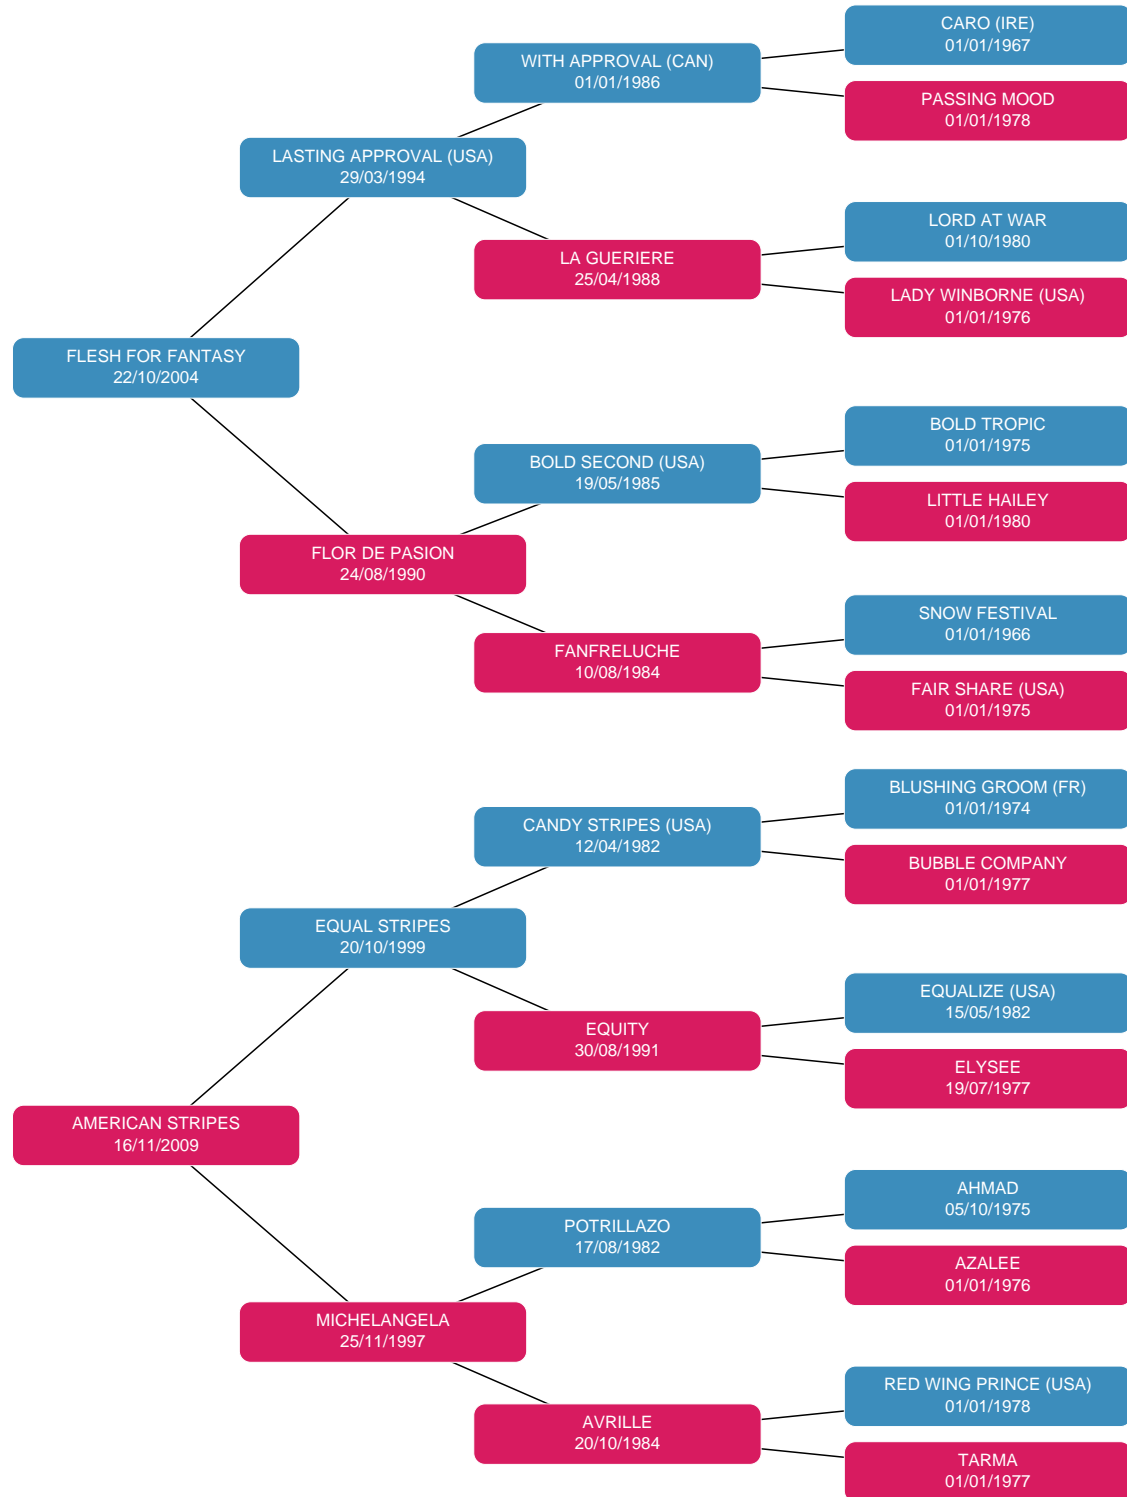 CARO (IRE)
01/01/1967
WITH APPROVAL (CAN)
01/01/1986
PASSING MOOD
01/01/1978
LASTING APPROVAL (USA)
29/03/1994
LORD AT WAR
01/10/1980
LA GUERIERE
25/04/1988
LADY WINBORNE (USA)
01/01/1976
FLESH FOR FANTASY
22/10/2004
BOLD TROPIC
01/01/1975
BOLD SECOND (USA)
19/05/1985
LITTLE HAILEY
01/01/1980
FLOR DE PASION
24/08/1990
SNOW FESTIVAL
01/01/1966
FANFRELUCHE
10/08/1984
FAIR SHARE (USA)
01/01/1975
BLUSHING GROOM (FR)
01/01/1974
CANDY STRIPES (USA)
12/04/1982
BUBBLE COMPANY
01/01/1977
EQUAL STRIPES
20/10/1999
EQUALIZE (USA)
15/05/1982
EQUITY
30/08/1991
ELYSEE
19/07/1977
AMERICAN STRIPES
16/11/2009
AHMAD
05/10/1975
POTRILLAZO
17/08/1982
AZALEE
01/01/1976
MICHELANGELA
25/11/1997
RED WING PRINCE (USA)
01/01/1978
AVRILLE
20/10/1984
TARMA
01/01/1977